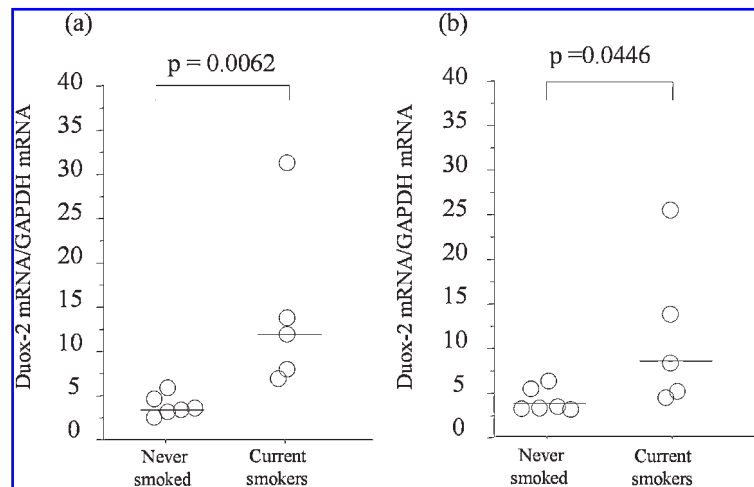 (a)
p = 0.0062
Duox-2 mRNA/GAPDH mRNA
40
35
30
25
20
15
10
5
0
Never
smoked
Current
smokers
(b)
p =0.0446
Duox-2 mRNA/GAPDH mRNA
40
35
30
25
20
15
10
5
0
Never
smoked
Current
smokers